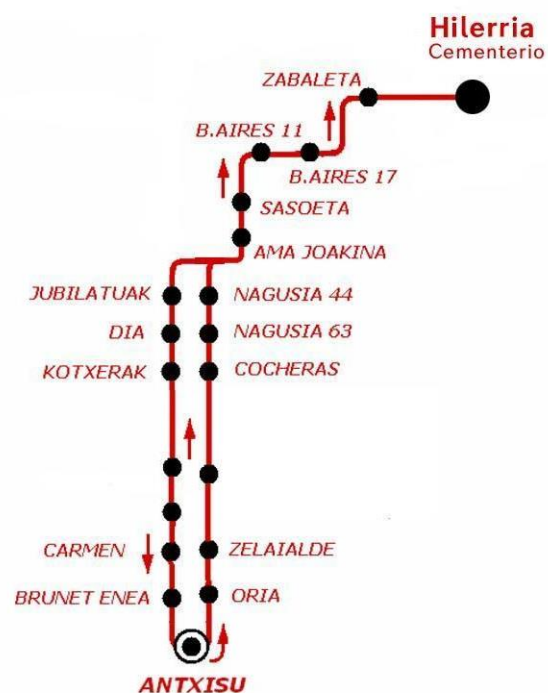 Hilerria
Cementerio
ZABALETA
B.AIRES 11
B.AIRES 17
SASOETA
AMA JOAKINA
JUBILATUAK
NAGUSIA 44
DIA
NAGUSIA 63
KOTXERAK
COCHERAS
CARMEN
ZELAIALDE
BRUNET ENEA
ORIA
ANTXISU